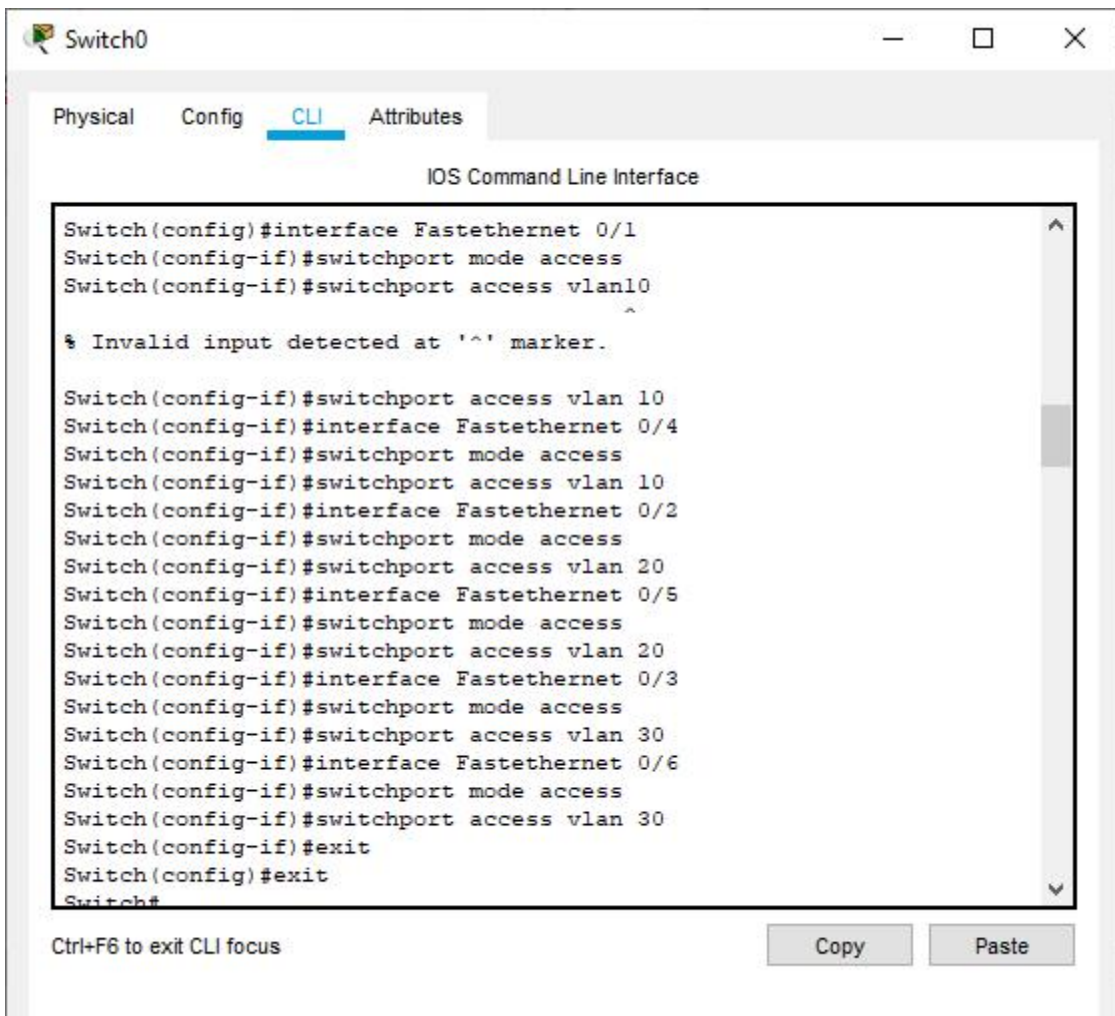 Switch0
Physical Config CLI Attributes
IOS Command Line Interface
Switch(config)#interface Fastethernet 0/1
Switch(config-if)#switchport mode access
Switch(config-if)#switchport access vlan10
^
% Invalid input detected at '^' marker.
Switch(config-if)#switchport access vlan 10
Switch(config-if)#interface Fastethernet 0/4
Switch(config-if)#switchport mode access
Switch(config-if)#switchport access vlan 10
Switch(config-if)#interface Fastethernet 0/2
Switch(config-if)#switchport mode access
Switch(config-if)#switchport access vlan 20
Switch(config-if)#interface Fastethernet 0/5
Switch(config-if)#switchport mode access
Switch(config-if)#switchport access vlan 20
Switch(config-if)#interface Fastethernet 0/3
Switch(config-if)#switchport mode access
Switch(config-if)#switchport access vlan 30
Switch(config-if)#interface Fastethernet 0/6
Switch(config-if)#switchport mode access
Switch(config-if)#switchport access vlan 30
Switch(config-if)#exit
Switch(config)#exit
Switch#
Ctrl+F6 to exit CLI focus
Copy Paste